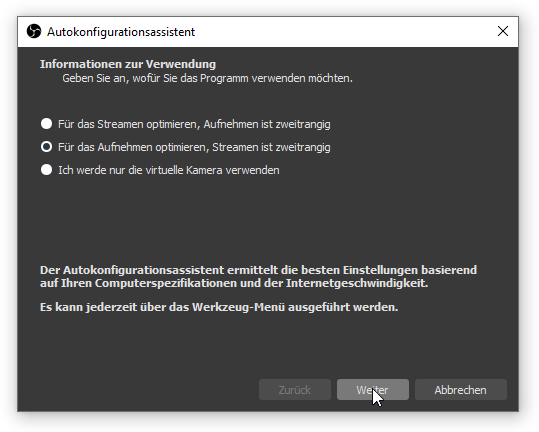 Autokonfigurationsassistent
Informationen zur Verwendung
Geben Sie an, wofür Sie das Programm verwenden möchten.
Für das Streamen optimieren, Aufnehmen ist zweitrangig
Für das Aufnehmen optimieren, Streamen ist zweitrangig
Ich werde nur die virtuelle Kamera verwenden
Der Autokonfigurationsassistent ermittelt die besten Einstellungen basierend
auf Ihren Computerspezifikationen und der Internetgeschwindigkeit.
Es kann jederzeit über das Werkzeug-Menü ausgeführt werden.
Zurück Weiter Abbrechen